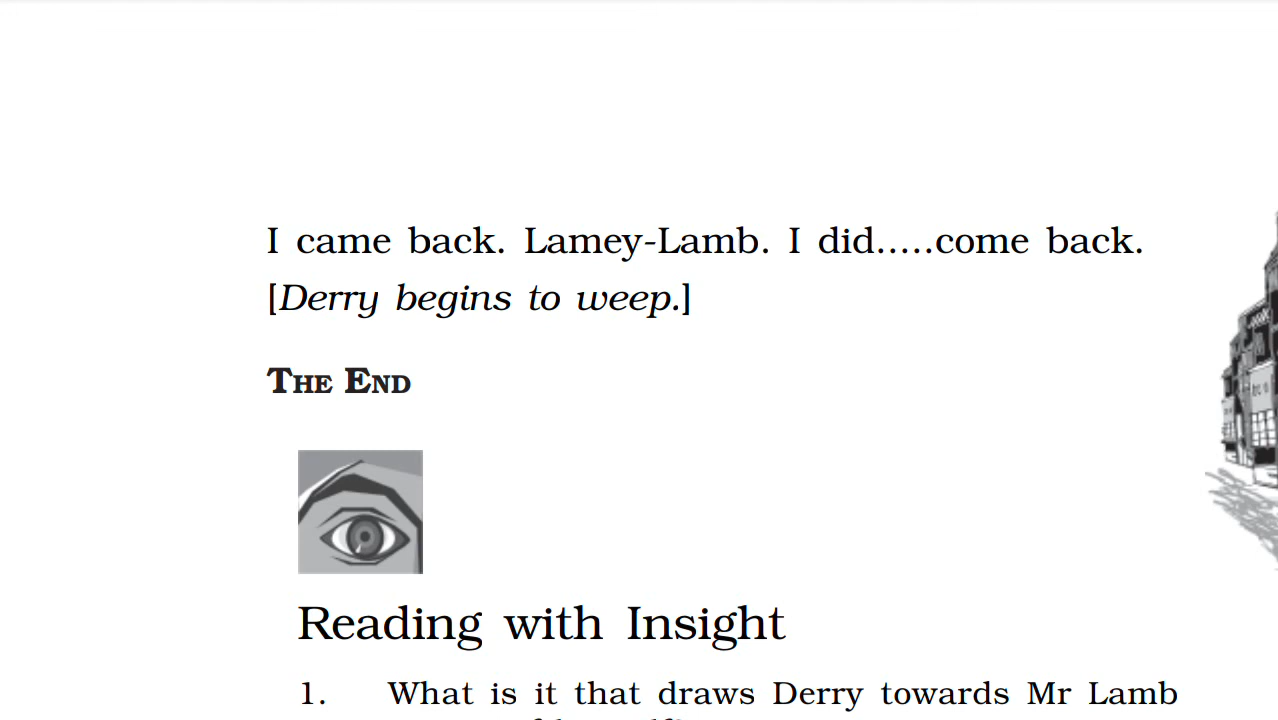 I came back. Lamey-Lamb. I did.....come back.
[Derry begins to weep.]
THE END
Reading with Insight
1. What is it that draws Derry towards Mr Lamb